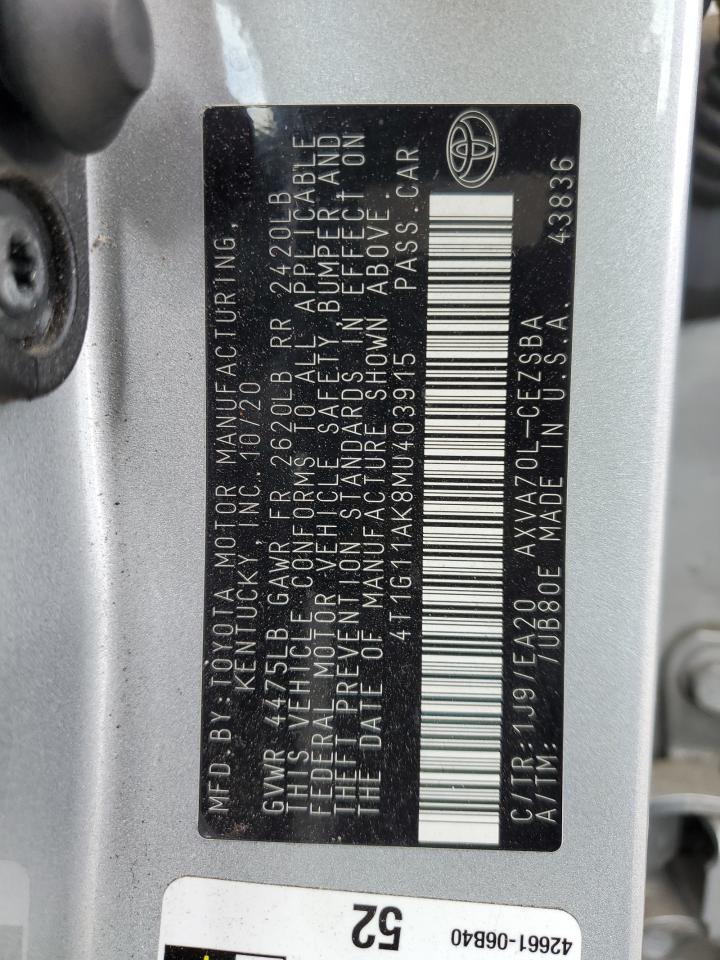 MFD.BY:TOYOTA MOTOR MANUFACTURING,
KENTUCKY, INC. 10/20
GVWR 4475LB GAWR FR 2620LB RR 2420LB
THIS VEHICLE CONFORMS TO ALL APPLICABLE
FEDERAL MOTOR VEHICLE SAFETY, BUMPER, AND
THEFT PREVENTION STANDARDS IN EFFECT ON
THE DATE OF MANUFACTURE SHOWN ABOVE.
4T1G11AK8MU403915 PASS.CAR
C/TR:1J9/EA20 AXVA70L-CEZSBA
A/TM: /UB80E MADE IN U.S.A. 43836
52
42661-06B40